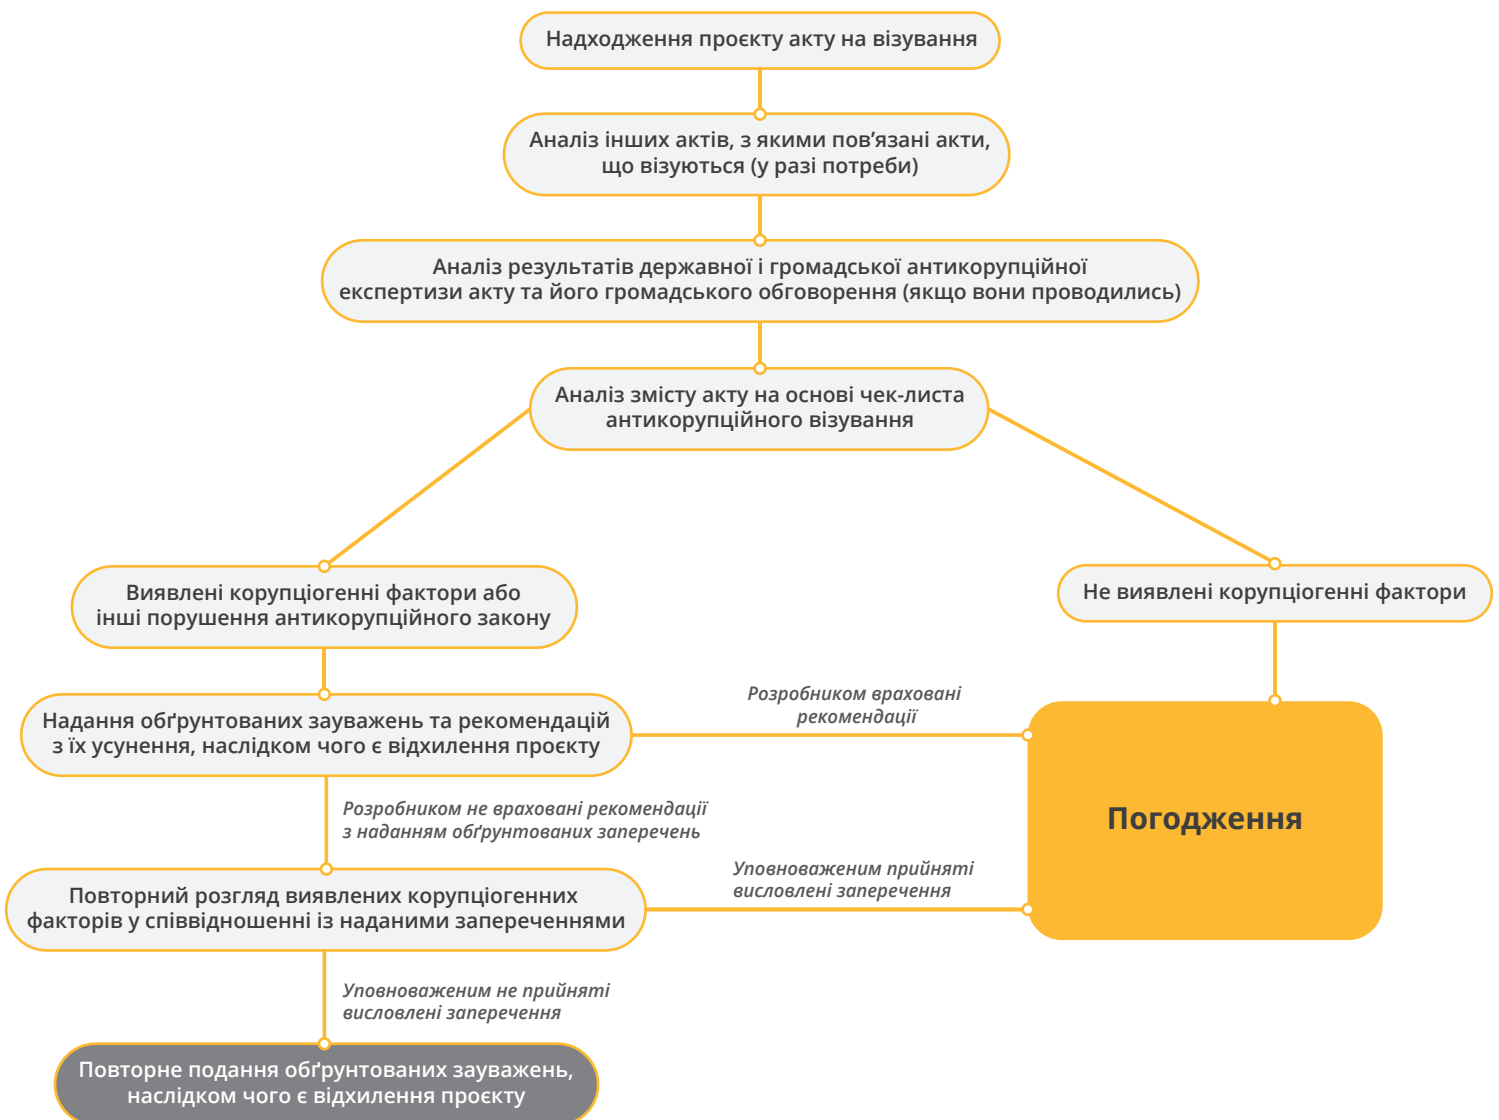 Надходження проєкту акту на візування
Аналіз інших актів, з якими пов’язані акти,
що візуються (у разі потреби)
Аналіз результатів державної і громадської антикорупційної
експертизи акту та його громадського обговорення (якщо вони проводились)
Аналіз змісту акту на основі чек-листа
антикорупційного візування
Виявлені корупціогенні фактори або
інші порушення антикорупційного закону
Не виявлені корупціогенні фактори
Надання обґрунтованих зауважень та рекомендацій
з їх усунення, наслідком чого є відхилення проєкту
Розробником враховані
рекомендації
Погодження
Розробником не враховані рекомендації
з наданням обґрунтованих заперечень
Повторний розгляд виявлених корупціогенних
факторів у співвідношенні із наданими запереченнями
Уповноваженим прийняті
висловлені заперечення
Уповноваженим не прийняті
висловлені заперечення
Повторне подання обґрунтованих зауважень,
наслідком чого є відхилення проєкту